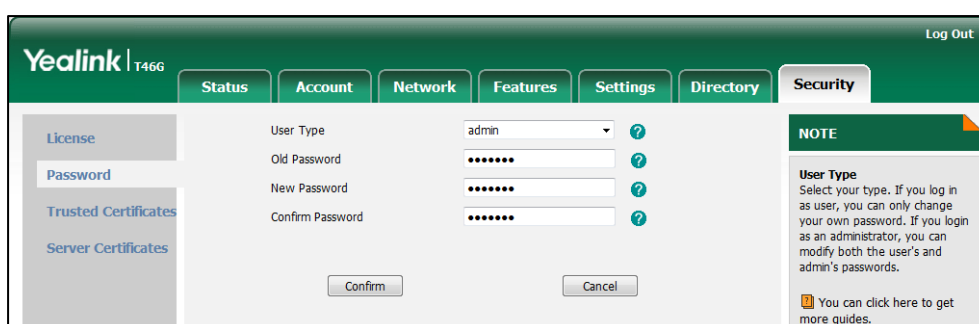 Log Out
Yealink | T46G
Status Account Network Features Settings Directory Security
License
Password
Trusted Certificates
Server Certificates
User Type admin
Old Password •••••••
New Password •••••••
Confirm Password •••••••
Confirm Cancel
NOTE
User Type
Select your type. If you log in
as user, you can only change
your own password. If you login
as an administrator, you can
modify both the user's and
admin's passwords.
You can click here to get
more guides.